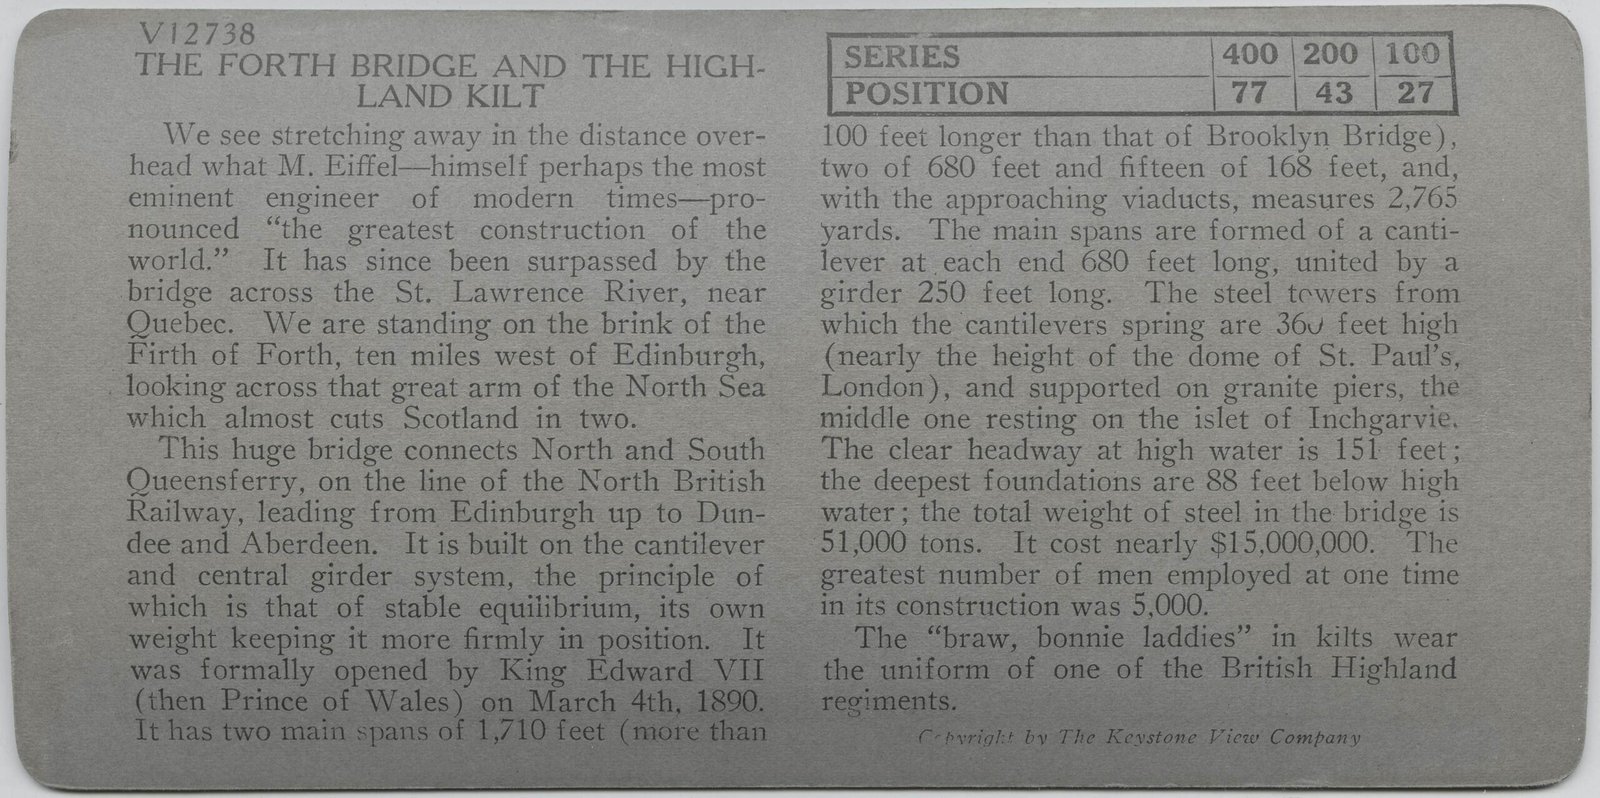 V12738
THE FORTH BRIDGE AND THE HIGH-
LAND KILT
We see stretching away in the distance over-
head what M. Eiffel—himself perhaps the most
eminent engineer of modern times—pro-
nounced “the greatest construction of the
world.” It has since been surpassed by the
bridge across the St. Lawrence River, near
Quebec. We are standing on the brink of the
Firth of Forth, ten miles west of Edinburgh,
looking across that great arm of the North Sea
which almost cuts Scotland in two.
This huge bridge connects North and South
Queensferry, on the line of the North British
Railway, leading from Edinburgh up to Dun-
dee and Aberdeen. It is built on the cantilever
and central girder system, the principle of
which is that of stable equilibrium, its own
weight keeping it more firmly in position. It
was formally opened by King Edward VII
(then Prince of Wales) on March 4th, 1890.
It has two main spans of 1,710 feet (more than
SERIES 400 200 100
POSITION 77 43 27
100 feet longer than that of Brooklyn Bridge),
two of 680 feet and fifteen of 168 feet, and,
with the approaching viaducts, measures 2,765
yards. The main spans are formed of a canti-
lever at each end 680 feet long, united by a
girder 250 feet long. The steel towers from
which the cantilevers spring are 360 feet high
(nearly the height of the dome of St. Paul’s,
London), and supported on granite piers, the
middle one resting on the islet of Inchgarvie.
The clear headway at high water is 151 feet;
the deepest foundations are 88 feet below high
water; the total weight of steel in the bridge is
51,000 tons. It cost nearly $15,000,000. The
greatest number of men employed at one time
in its construction was 5,000.
The “braw, bonnie laddies” in kilts wear
the uniform of one of the British Highland
regiments.
Copyright by The Keystone View Company